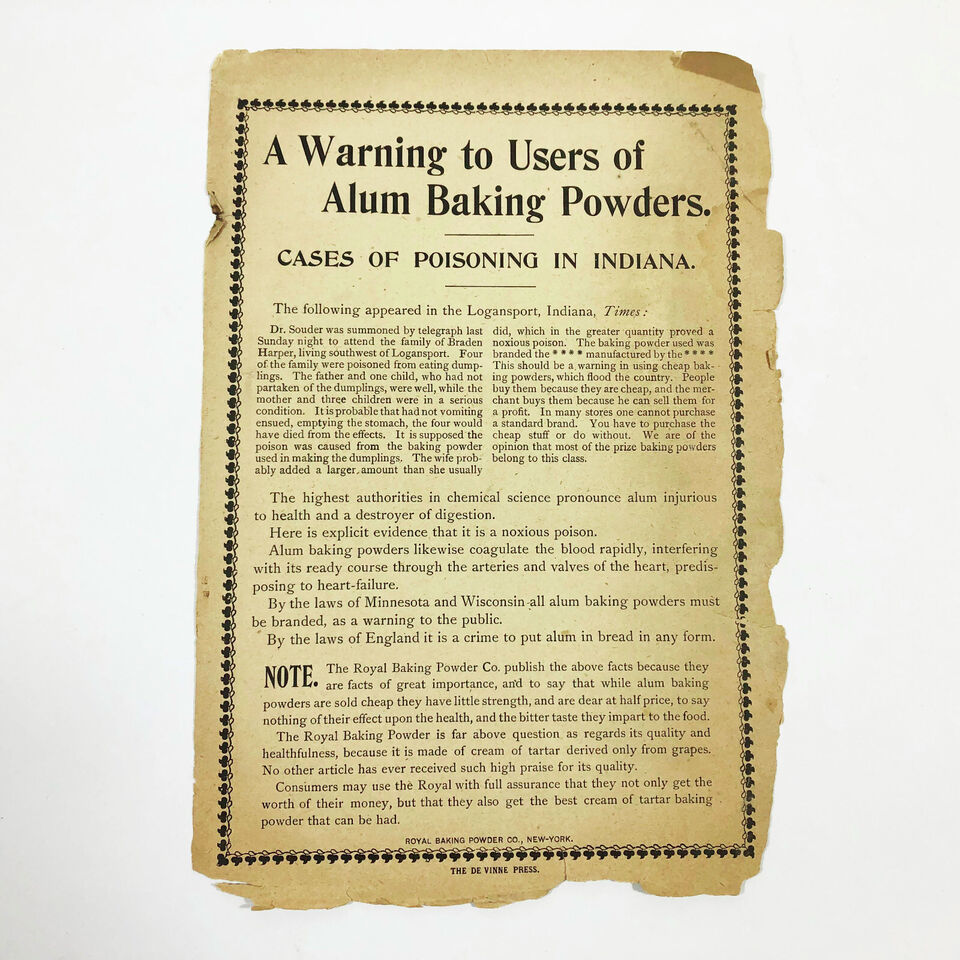 A Warning to Users of
Alum Baking Powders.
CASES OF POISONING IN INDIANA.
The following appeared in the Logansport, Indiana, Times:
Dr. Souder was summoned by telegraph last
Sunday night to attend the family of Braden
Harper, living southwest of Logansport. Four
of the family were poisoned from eating dump-
lings. The father and one child, who had not
partaken of the dumplings, were well, while the
mother and three children were in a serious
condition. It is probable that had not vomiting
ensued, emptying the stomach, the four would
have died from the effects. It is supposed the
poison was caused from the baking powder
used in making the dumplings. The wife prob-
ably added a larger amount than she usually
did, which in the greater quantity proved a
noxious poison. The baking powder used was
branded the * * * * manufactured by the * * * *
This should be a warning in using cheap bak-
ing powders, which flood the country. People
buy them because they are cheap, and the mer-
chant buys them because he can sell them for
a profit. In many stores one cannot purchase
a standard brand. You have to purchase the
cheap stuff or do without. We are of the
opinion that most of the prize baking powders
belong to this class.
The highest authorities in chemical science pronounce alum injurious
to health and a destroyer of digestion.
Here is explicit evidence that it is a noxious poison.
Alum baking powders likewise coagulate the blood rapidly, interfering
with its ready course through the arteries and valves of the heart, predis-
posing to heart-failure.
By the laws of Minnesota and Wisconsin all alum baking powders must
be branded, as a warning to the public.
By the laws of England it is a crime to put alum in bread in any form.
NOTE. The Royal Baking Powder Co. publish the above facts because they
are facts of great importance, and to say that while alum baking
powders are sold cheap they have little strength, and are dear at half price, to say
nothing of their effect upon the health, and the bitter taste they impart to the food.
The Royal Baking Powder is far above question as regards its quality and
healthfulness, because it is made of cream of tartar derived only from grapes.
No other article has ever received such high praise for its quality.
Consumers may use the Royal with full assurance that they not only get the
worth of their money, but that they also get the best cream of tartar baking
powder that can be had.
ROYAL BAKING POWDER CO., NEW-YORK.
THE DE VINNE PRESS.